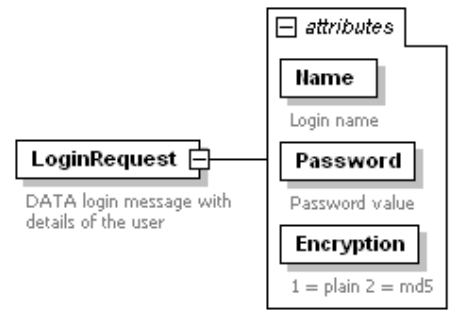 attributes
Name
Login name
LoginRequest
DATA login message with
details of the user
Password
Password value
Encryption
1 = plain 2 = md5